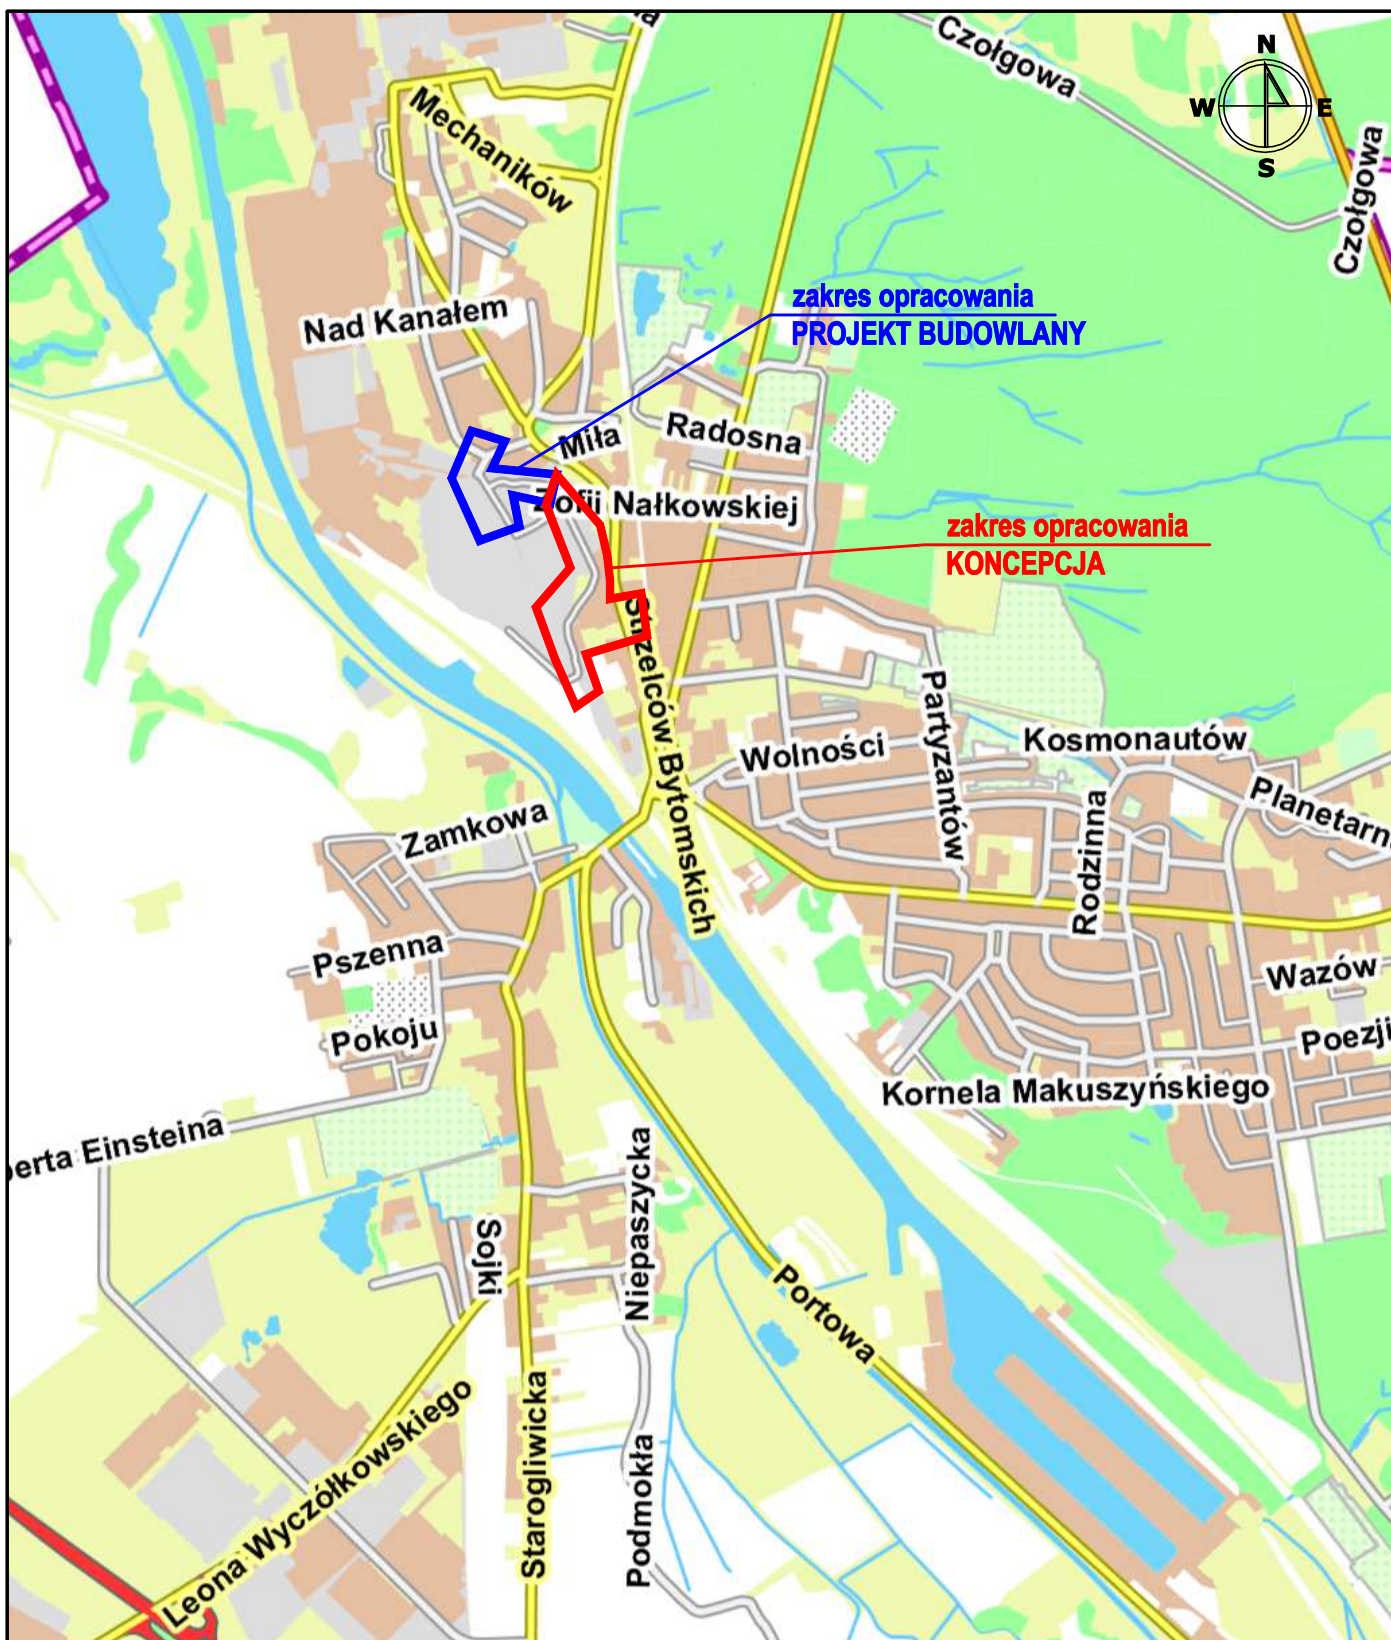 Czołgowa
N
W
E
S
Mechaników
Czołgowa
zakres opracowania
PROJEKT BUDOWLANY
Nad Kanałem
Miła
Radosna
Zofii Nałkowskiej
zakres opracowania
KONCEPCJA
Strzelców Bytomskich
Partyzantów
Wolności
Kosmonautów
Planetarn
Zamkowa
Rodzinna
Pszenna
Wazów
Pokoju
Poezji
Kornela Makuszyńskiego
berta Einsteina
Niepaszycka
Sojki
Portowa
Starogliwicka
Leona Wyczółkowskiego
Podmokła